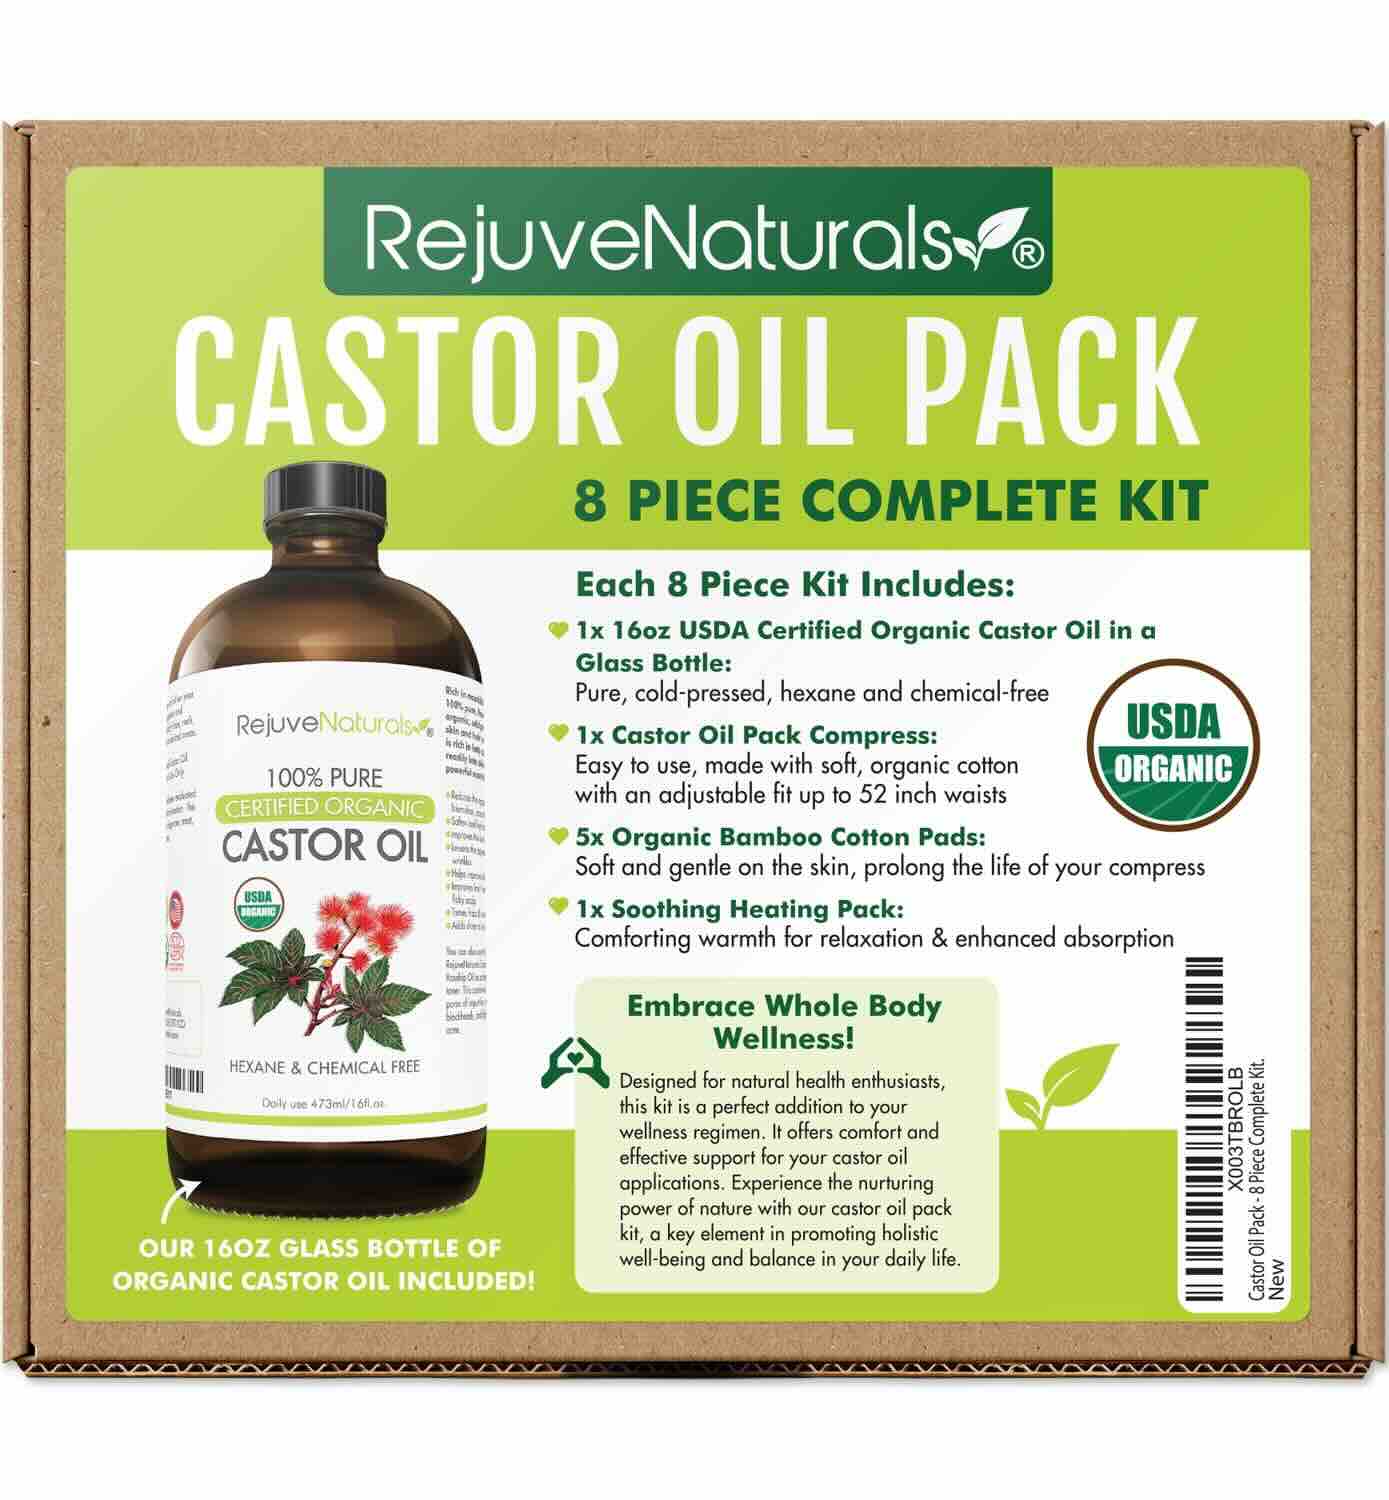 RejuveNaturals®
CASTOR OIL PACK
8 PIECE COMPLETE KIT
Each 8 Piece Kit Includes:
1x 16oz USDA Certified Organic Castor Oil in a
Glass Bottle:
Pure, cold-pressed, hexane and chemical-free
1x Castor Oil Pack Compress:
Easy to use, made with soft, organic cotton
with an adjustable fit up to 52 inch waists
5x Organic Bamboo Cotton Pads:
Soft and gentle on the skin, prolong the life of your compress
1x Soothing Heating Pack:
Comforting warmth for relaxation & enhanced absorption
USDA
ORGANIC
Embrace Whole Body
Wellness!
Designed for natural health enthusiasts,
this kit is a perfect addition to your
wellness regimen. It offers comfort and
effective support for your castor oil
applications. Experience the nurturing
power of nature with our castor oil pack
kit, a key element in promoting holistic
well-being and balance in your daily life.
RejuveNaturals®
100% PURE
CERTIFIED ORGANIC
CASTOR OIL
USDA
ORGANIC
HEXANE & CHEMICAL FREE
Daily use 473ml/16fl.oz.
OUR 16OZ GLASS BOTTLE OF
ORGANIC CASTOR OIL INCLUDED!
X003TBROLB
Castor Oil Pack - 8 Piece Complete Kit.
New